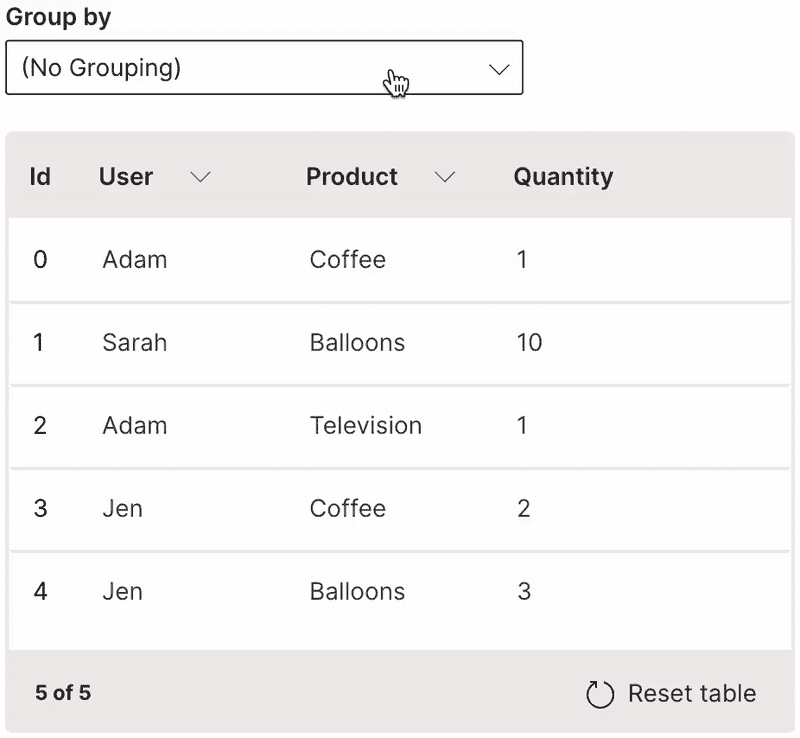 Group by
(No Grouping)
Id User Product Quantity
0 Adam Coffee 1
1 Sarah Balloons 10
2 Adam Television 1
3 Jen Coffee 2
4 Jen Balloons 3
5 of 5 Reset table